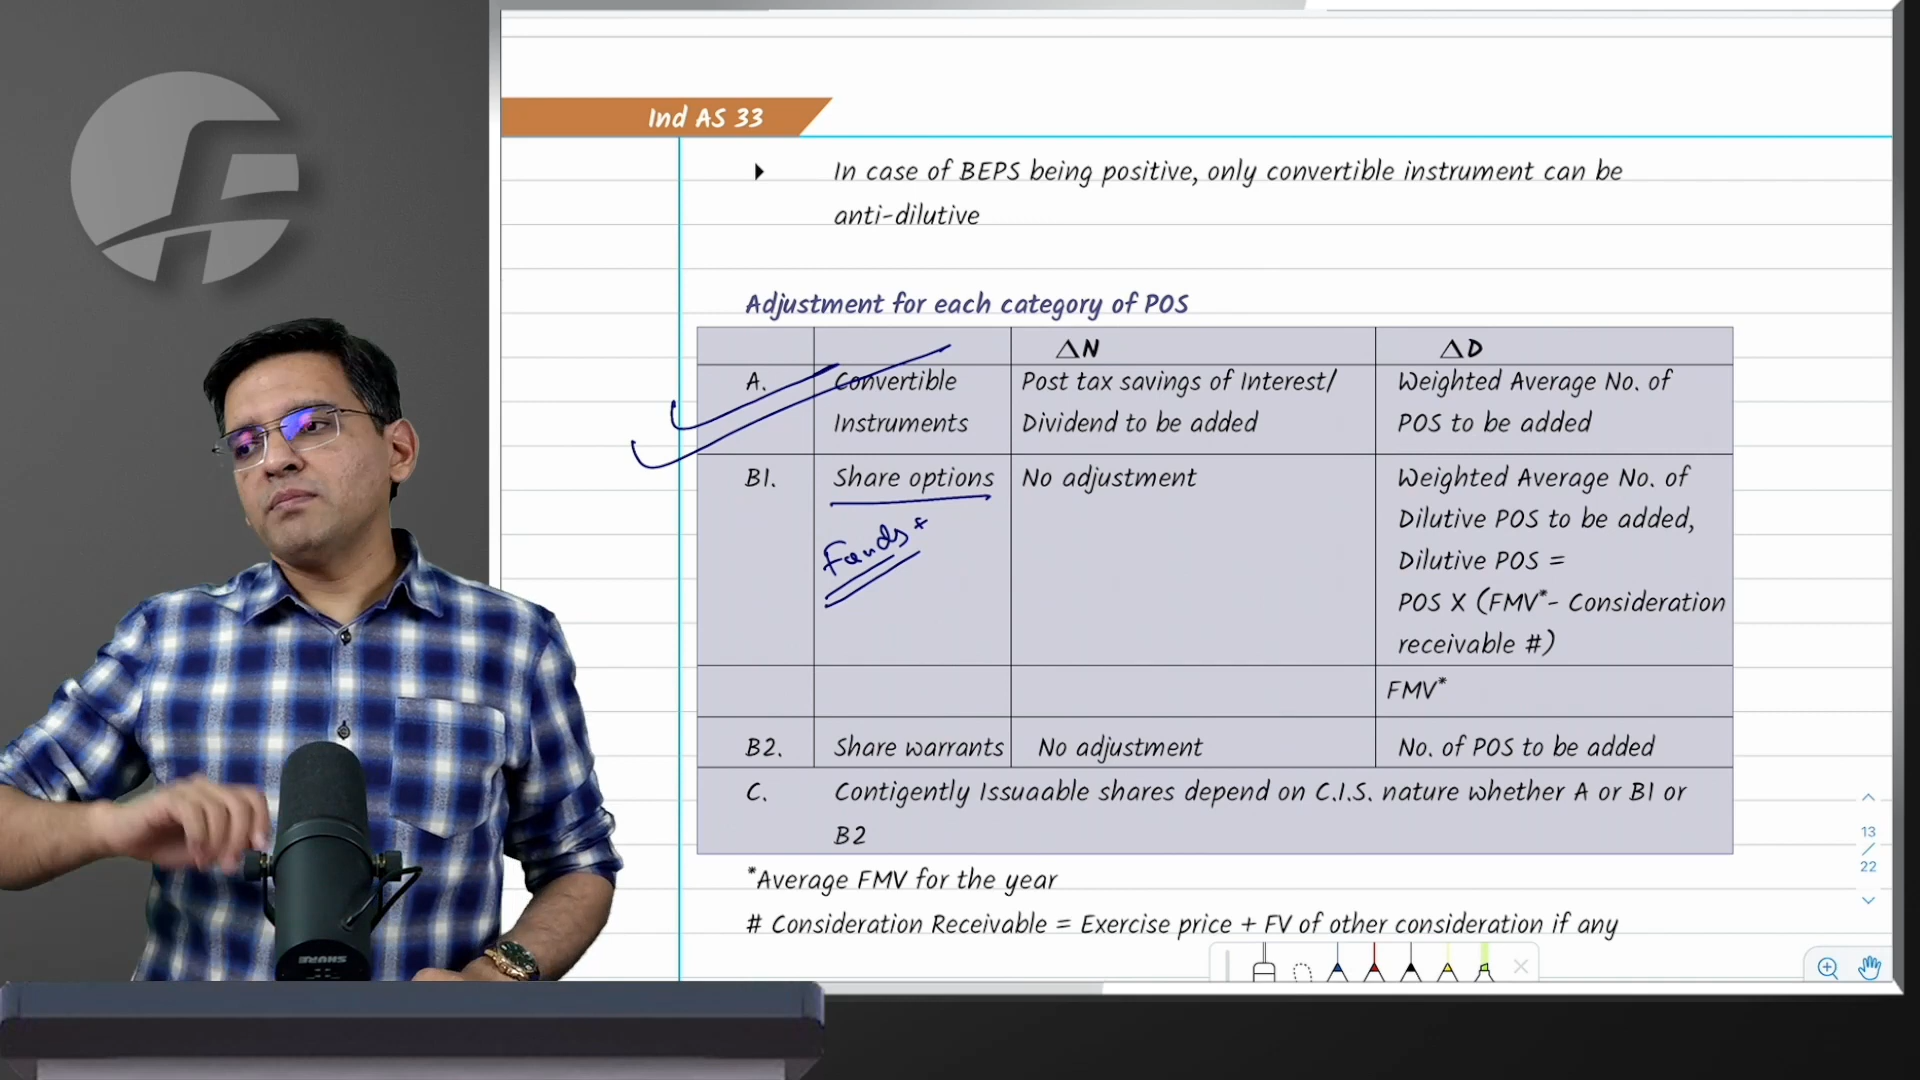 Ind AS 33
In case of BEPS being positive, only convertible instrument can be
anti-dilutive
Adjustment for each category of POS
△N △D
A. Convertible Instruments Post tax savings of Interest/ Dividend to be added Weighted Average No. of POS to be added
B1. Share options No adjustment Weighted Average No. of
Dilutive POS to be added,
Dilutive POS =
POS X (FMV*- Consideration
receivable #)
FMV*
B2. Share warrants No adjustment No. of POS to be added
C. Contigently Issuaable shares depend on C.I.S. nature whether A or B1 or
B2
*Average FMV for the year
# Consideration Receivable = Exercise price + FV of other consideration if any
13
/
22
SHURE